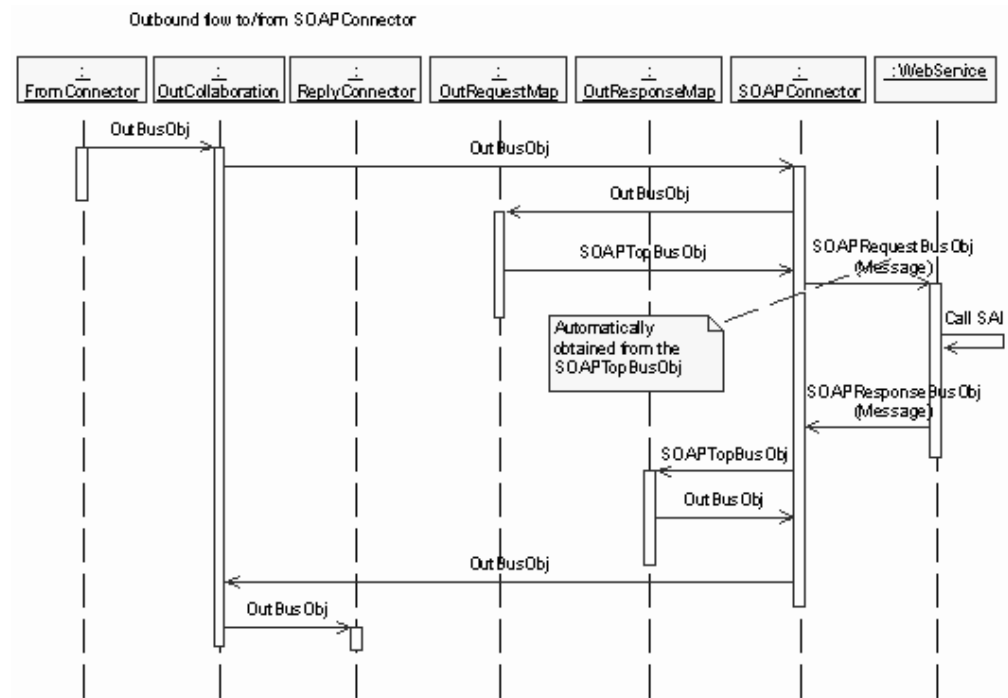 Outbound flow to/from SOAPConnector
:
FromConnector
:
OutCollaboration
:
ReplyConnector
:
OutRequestMap
:
OutResponseMap
:
SOAPConnector
:WebService
OutBusObj
OutBusObj
OutBusObj
SOAPTopBusObj
SOAPRequestBusObj
(Message)
Automatically
obtained from the
SOAPTopBusObj
Call SAI
SOAPResponseBusObj
(Message)
SOAPTopBusObj
OutBusObj
OutBusObj
OutBusObj